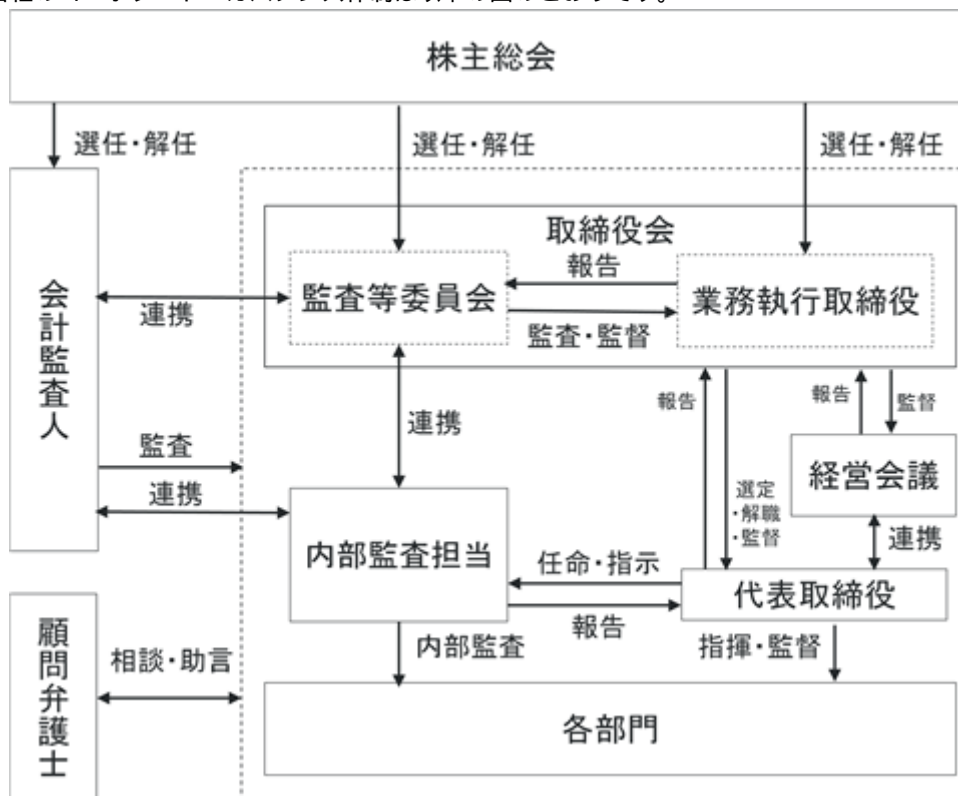 株主総会
選任・解任
選任・解任
選任・解任
会計監査人
取締役会
監査等委員会
報告
監査・監督
業務執行取締役
連携
連携
報告
選定
・解職
・監督
報告
監督
経営会議
監査
連携
内部監査担当
任命・指示
報告
連携
代表取締役
顧問弁護士
相談・助言
内部監査
指揮・監督
各部門